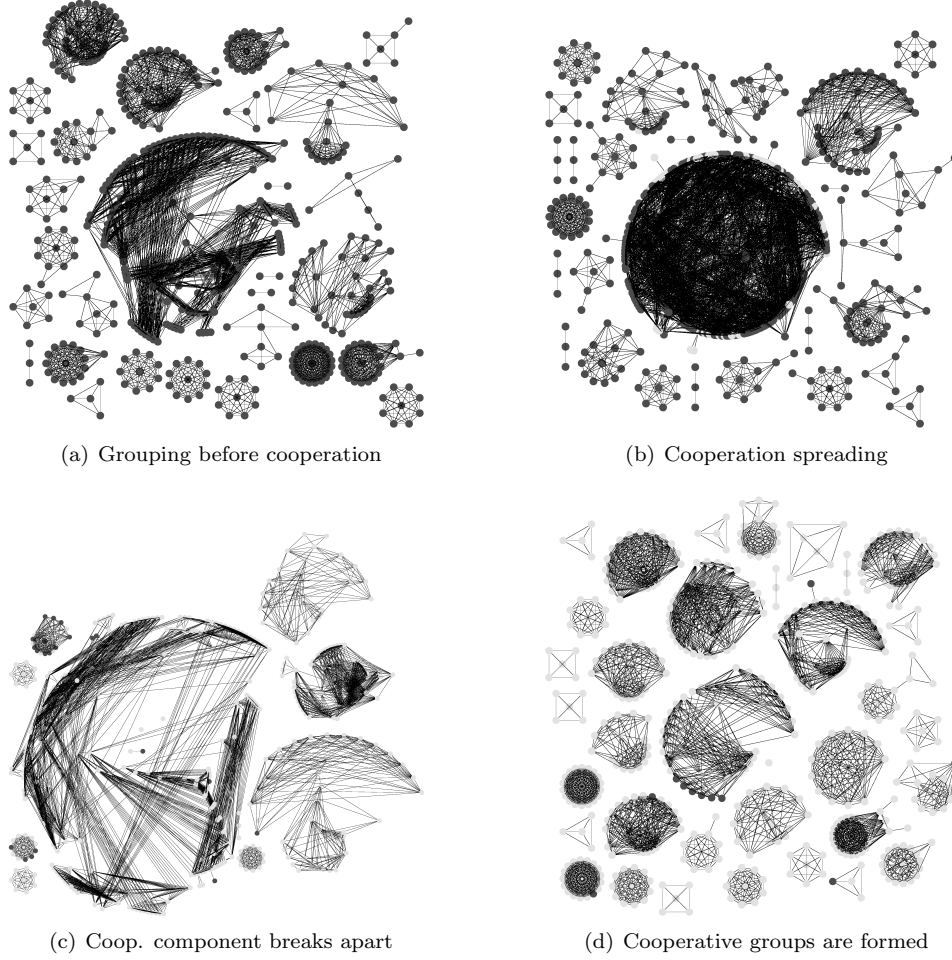 (a) Grouping before cooperation
(b) Cooperation spreading
(c) Coop. component breaks apart
(d) Cooperative groups are formed